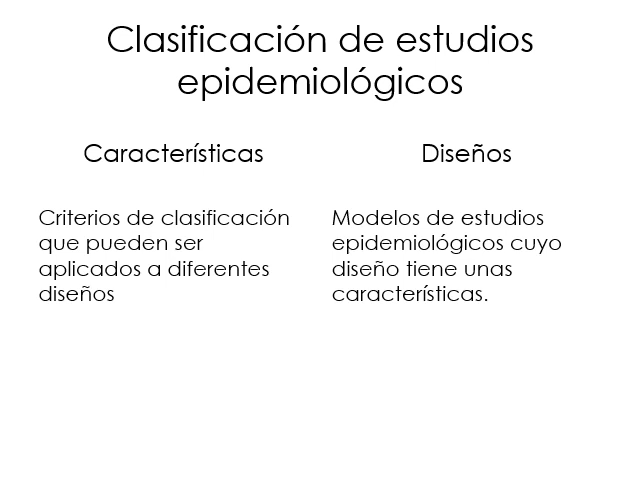 Clasificación de estudios
epidemiológicos
Características
Criterios de clasificación
que pueden ser
aplicados a diferentes
diseños
Diseños
Modelos de estudios
epidemiológicos cuyo
diseño tiene unas
características.